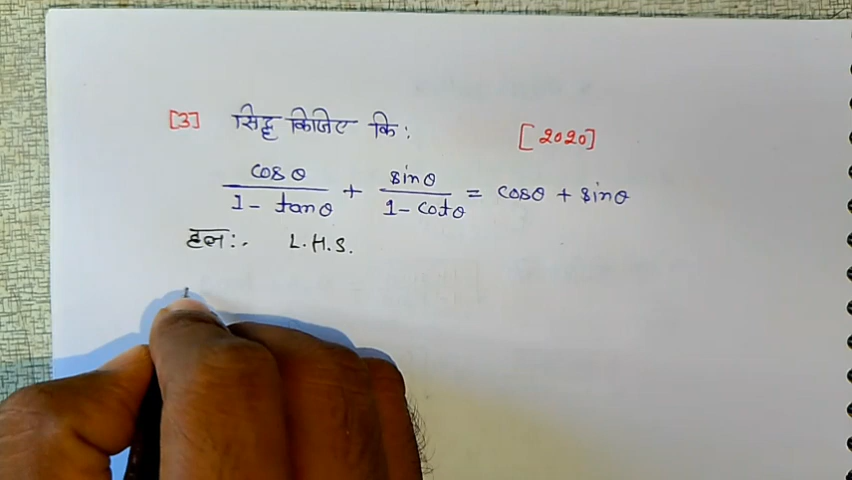 [3] सिद्ध किजिए कि: [2020]
cosθ / 1 - tanθ + sinθ / 1 - cotθ = cosθ + sinθ
हल:- L.H.S.